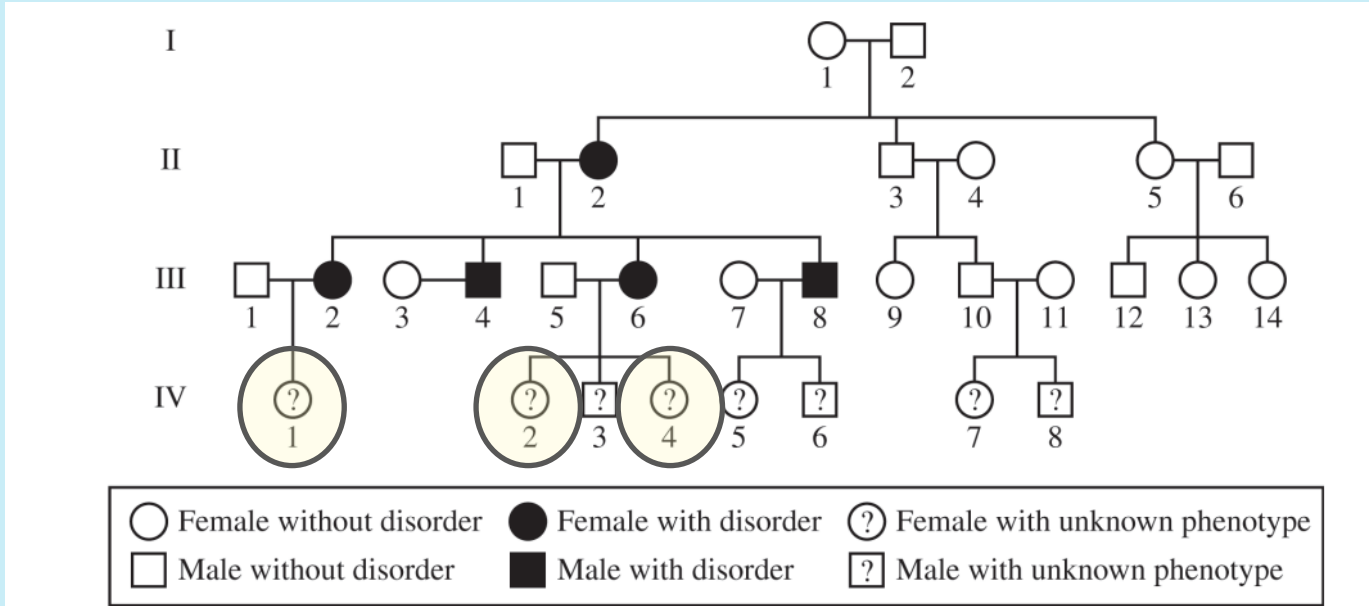 I
1 2
II
1 2 3 4 5 6
III
1 2 3 4 5 6 7 8 9 10 11 12 13 14
IV
? ? ? ? ? ? ? ?
1 2 3 4 5 6 7 8
Female without disorder Female with disorder ? Female with unknown phenotype
Male without disorder Male with disorder ? Male with unknown phenotype